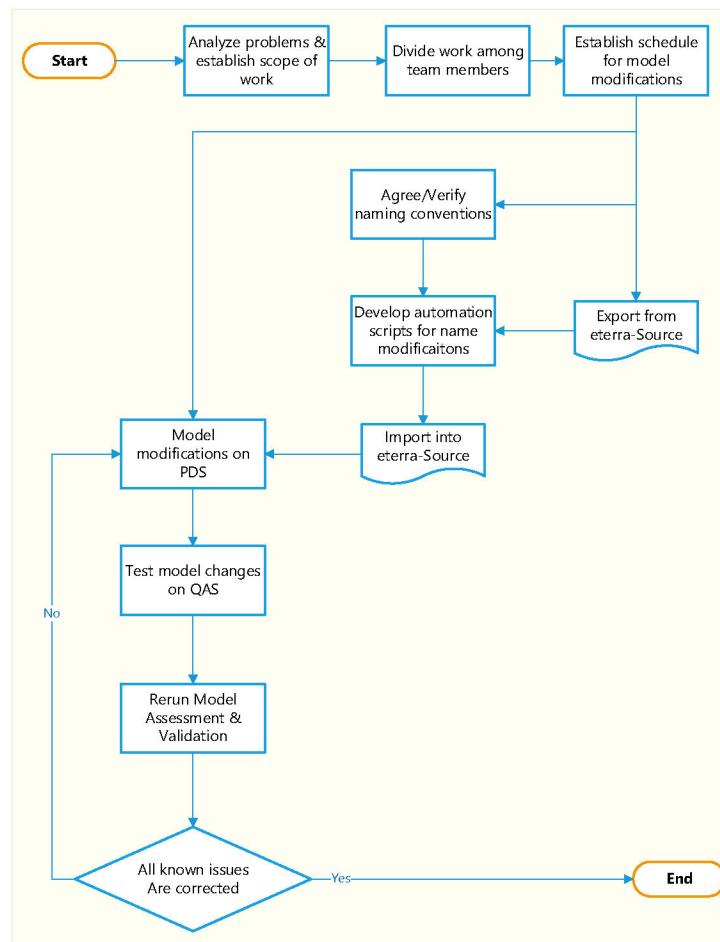 Start
Analyze problems &
establish scope of
work
Divide work among
team members
Establish schedule
for model
modifications
Agree/Verify
naming conventions
Develop automation
scripts for name
modificaitons
Export from
eterra-Source
Model
modifications on
PDS
Import into
eterra-Source
Test model changes
on QAS
No
Rerun Model
Assessment &
Validation
All known issues
Are corrected
Yes
End